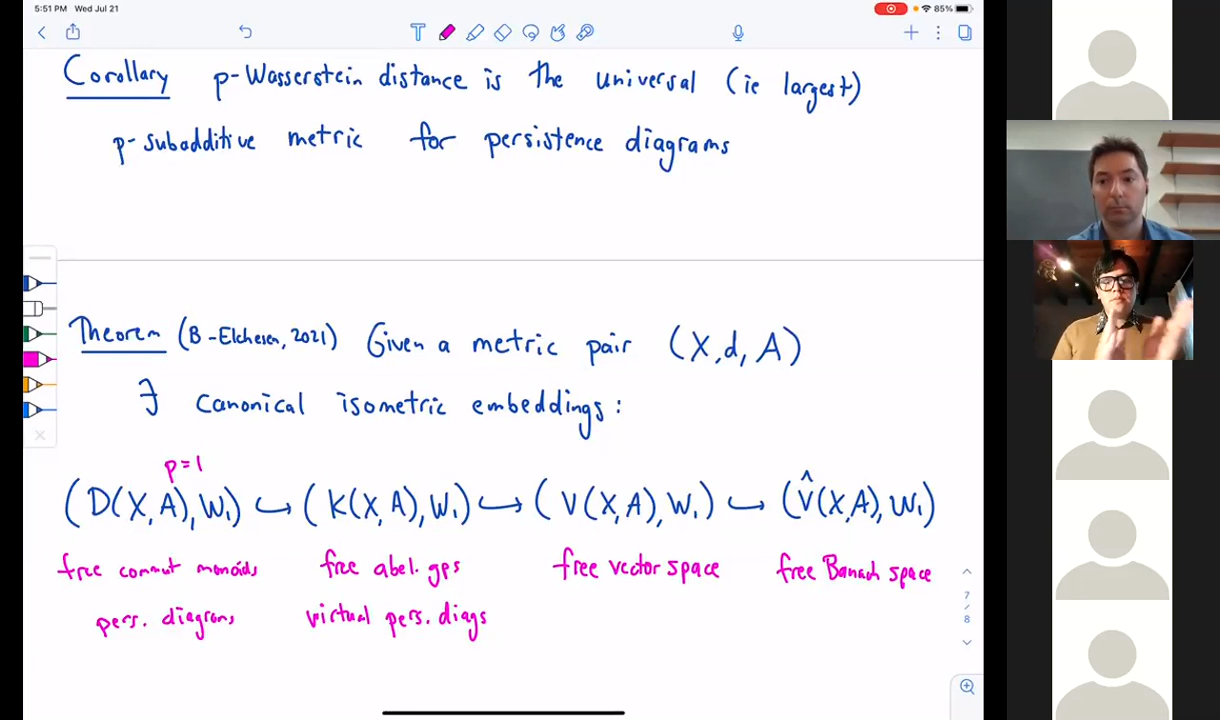 5:51 PM Wed Jul 21
85%
Corollary p-Wasserstein distance is the universal (ie largest)
p-subadditive metric for persistence diagrams
Theorem (B-Elchesen, 2021) Given a metric pair (X, d, A)
∃ canonical isometric embeddings:
p=1
(D(X,A), W₁) ↪ (K(X,A), W₁) ↪ (V(X,A), W₁) ↪ (V̂(X,A), W₁)
free commut monoids free abel. gps free vector space free Banach space
pers. diagrams virtual pers. diags
7
/
8